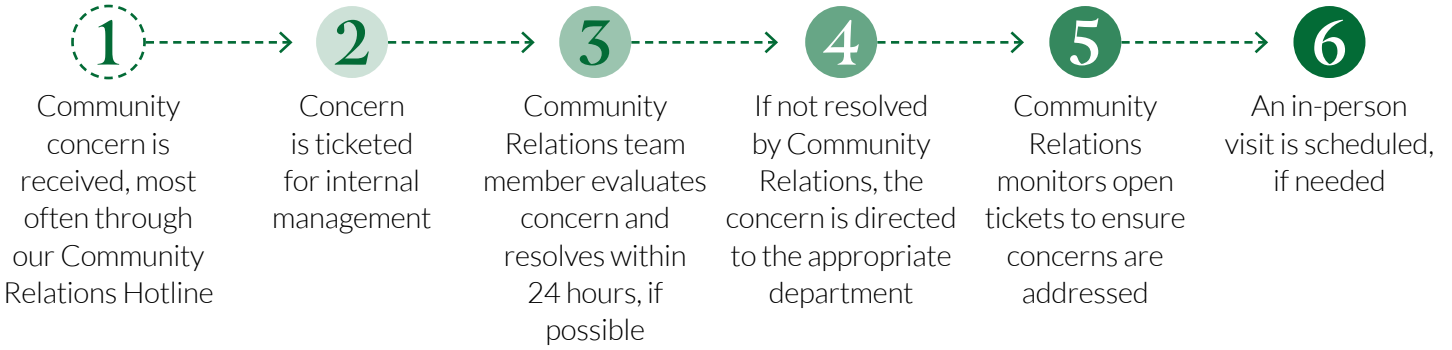 1
Community
concern is
received, most
often through
our Community
Relations Hotline
2
Concern
is ticketed
for internal
management
3
Community
Relations team
member evaluates
concern and
resolves within
24 hours, if
possible
4
If not resolved
by Community
Relations, the
concern is directed
to the appropriate
department
5
Community
Relations
monitors open
tickets to ensure
concerns are
addressed
6
An in-person
visit is scheduled,
if needed